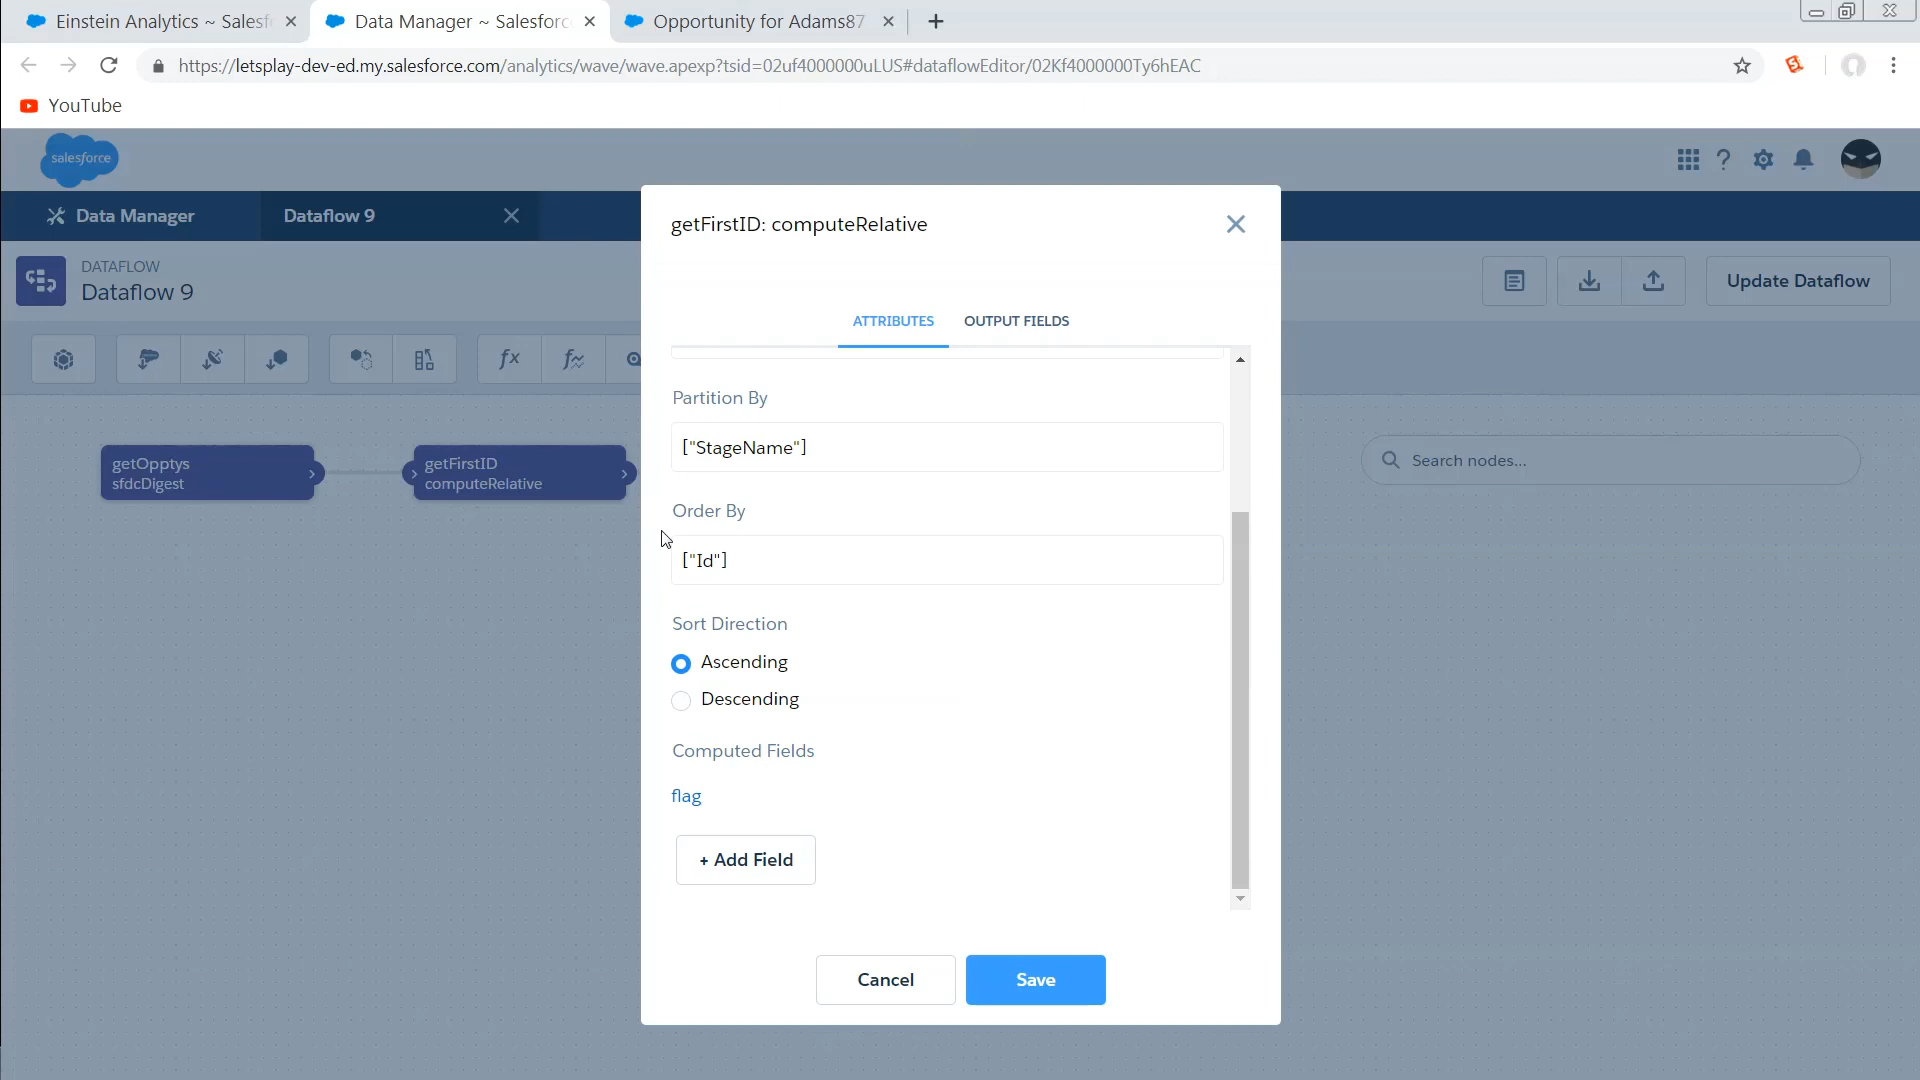 Einstein Analytics ~ Salesf
Data Manager ~ Salesforc
Opportunity for Adams87
https://letsplay-dev-ed.my.salesforce.com/analytics/wave/wave.apexp?tsid=02uf4000000uLUS#dataflowEditor/02Kf4000000Ty6hEAC
YouTube
salesforce
Data Manager
Dataflow 9
DATAFLOW
Dataflow 9
Update Dataflow
fx
getOpptys
sfdcDigest
getFirstID
computeRelative
Search nodes...
getFirstID: computeRelative
ATTRIBUTES
OUTPUT FIELDS
Partition By
["StageName"]
Order By
["Id"]
Sort Direction
Ascending
Descending
Computed Fields
flag
+ Add Field
Cancel
Save